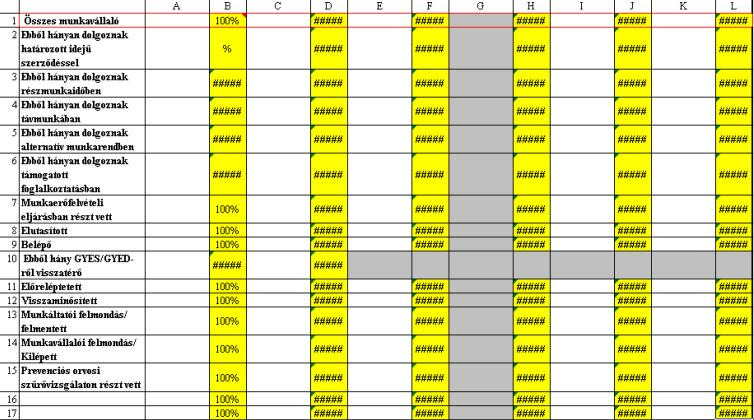 A B C D E F G H I J K L
1 Összes munkavállaló 100% ##### ##### ##### ##### #####
2 Ebből hányan dolgoznak
határozott idejű % ##### ##### ##### ##### #####
szerződéssel
3 Ebből hányan dolgoznak
részmunkaidőben ##### ##### ##### ##### ##### #####
4 Ebből hányan dolgoznak
távmunkában ##### ##### ##### ##### ##### #####
5 Ebből hányan dolgoznak
alternatív munkarendben ##### ##### ##### ##### ##### #####
6 Ebből hányan dolgoznak
támogatott ##### ##### ##### ##### ##### #####
foglalkoztatásban
7 Munkaerőfelvételi
eljárásban részt vett 100% ##### ##### ##### ##### #####
8 Elutasított 100% ##### ##### ##### ##### #####
9 Belépő 100% ##### ##### ##### ##### #####
10 Ebből hány GYES/GYED-
ről visszatérő ##### #####
11 Előreléptetett 100% ##### ##### ##### ##### #####
12 Visszaminősített 100% ##### ##### ##### ##### #####
13 Munkáltatói felmondás/
felmentett 100% ##### ##### ##### ##### #####
14 Munkavállalói felmondás/
Kilépett 100% ##### ##### ##### ##### #####
15 Prevenciós orvosi
szűrővizsgálaton részt vett 100% ##### ##### ##### ##### #####
16 100% ##### ##### ##### ##### #####
17 100% ##### ##### ##### ##### #####